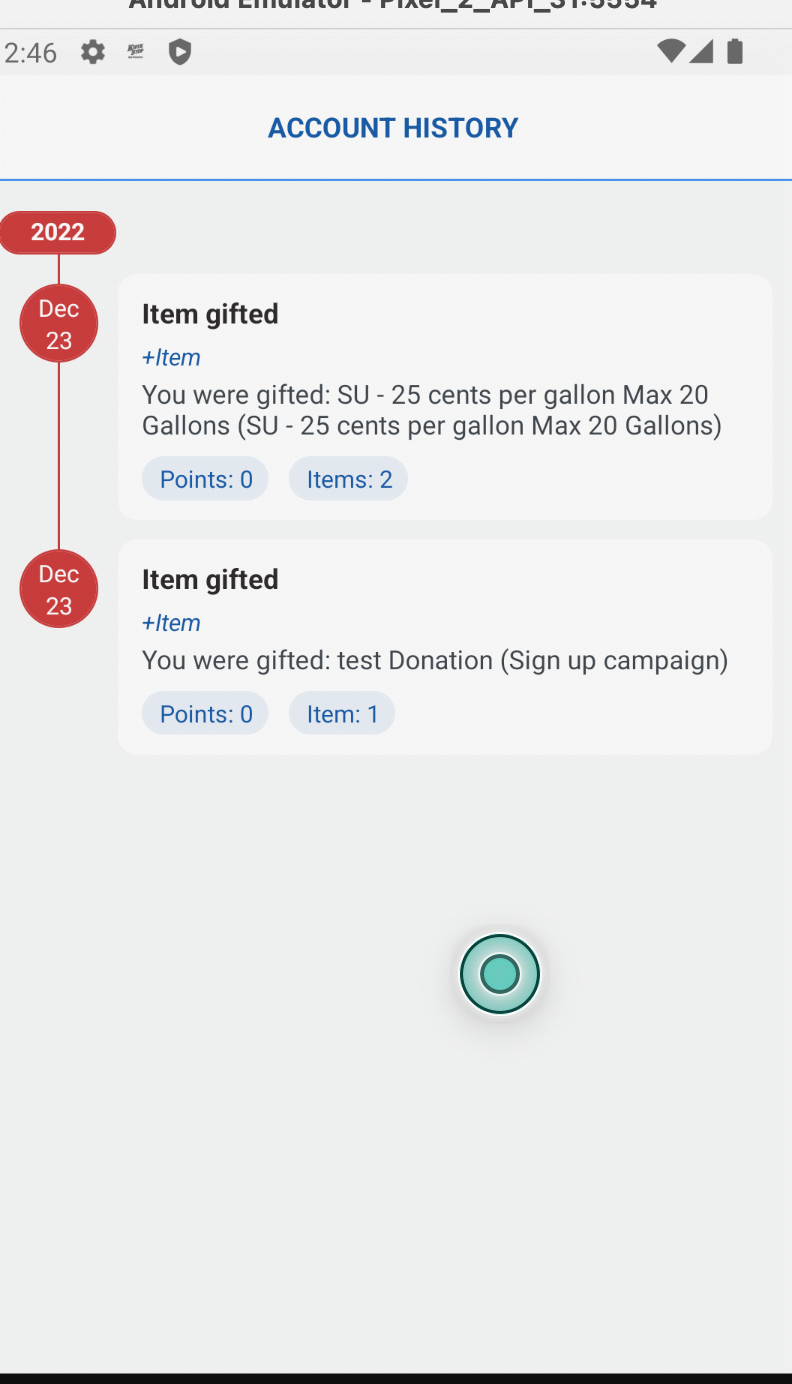 Android Emulator - Pixel_2_API_31:5554
2:46
ACCOUNT HISTORY
2022
Dec
23
Item gifted
+Item
You were gifted: SU - 25 cents per gallon Max 20
Gallons (SU - 25 cents per gallon Max 20 Gallons)
Points: 0
Items: 2
Dec
23
Item gifted
+Item
You were gifted: test Donation (Sign up campaign)
Points: 0
Item: 1